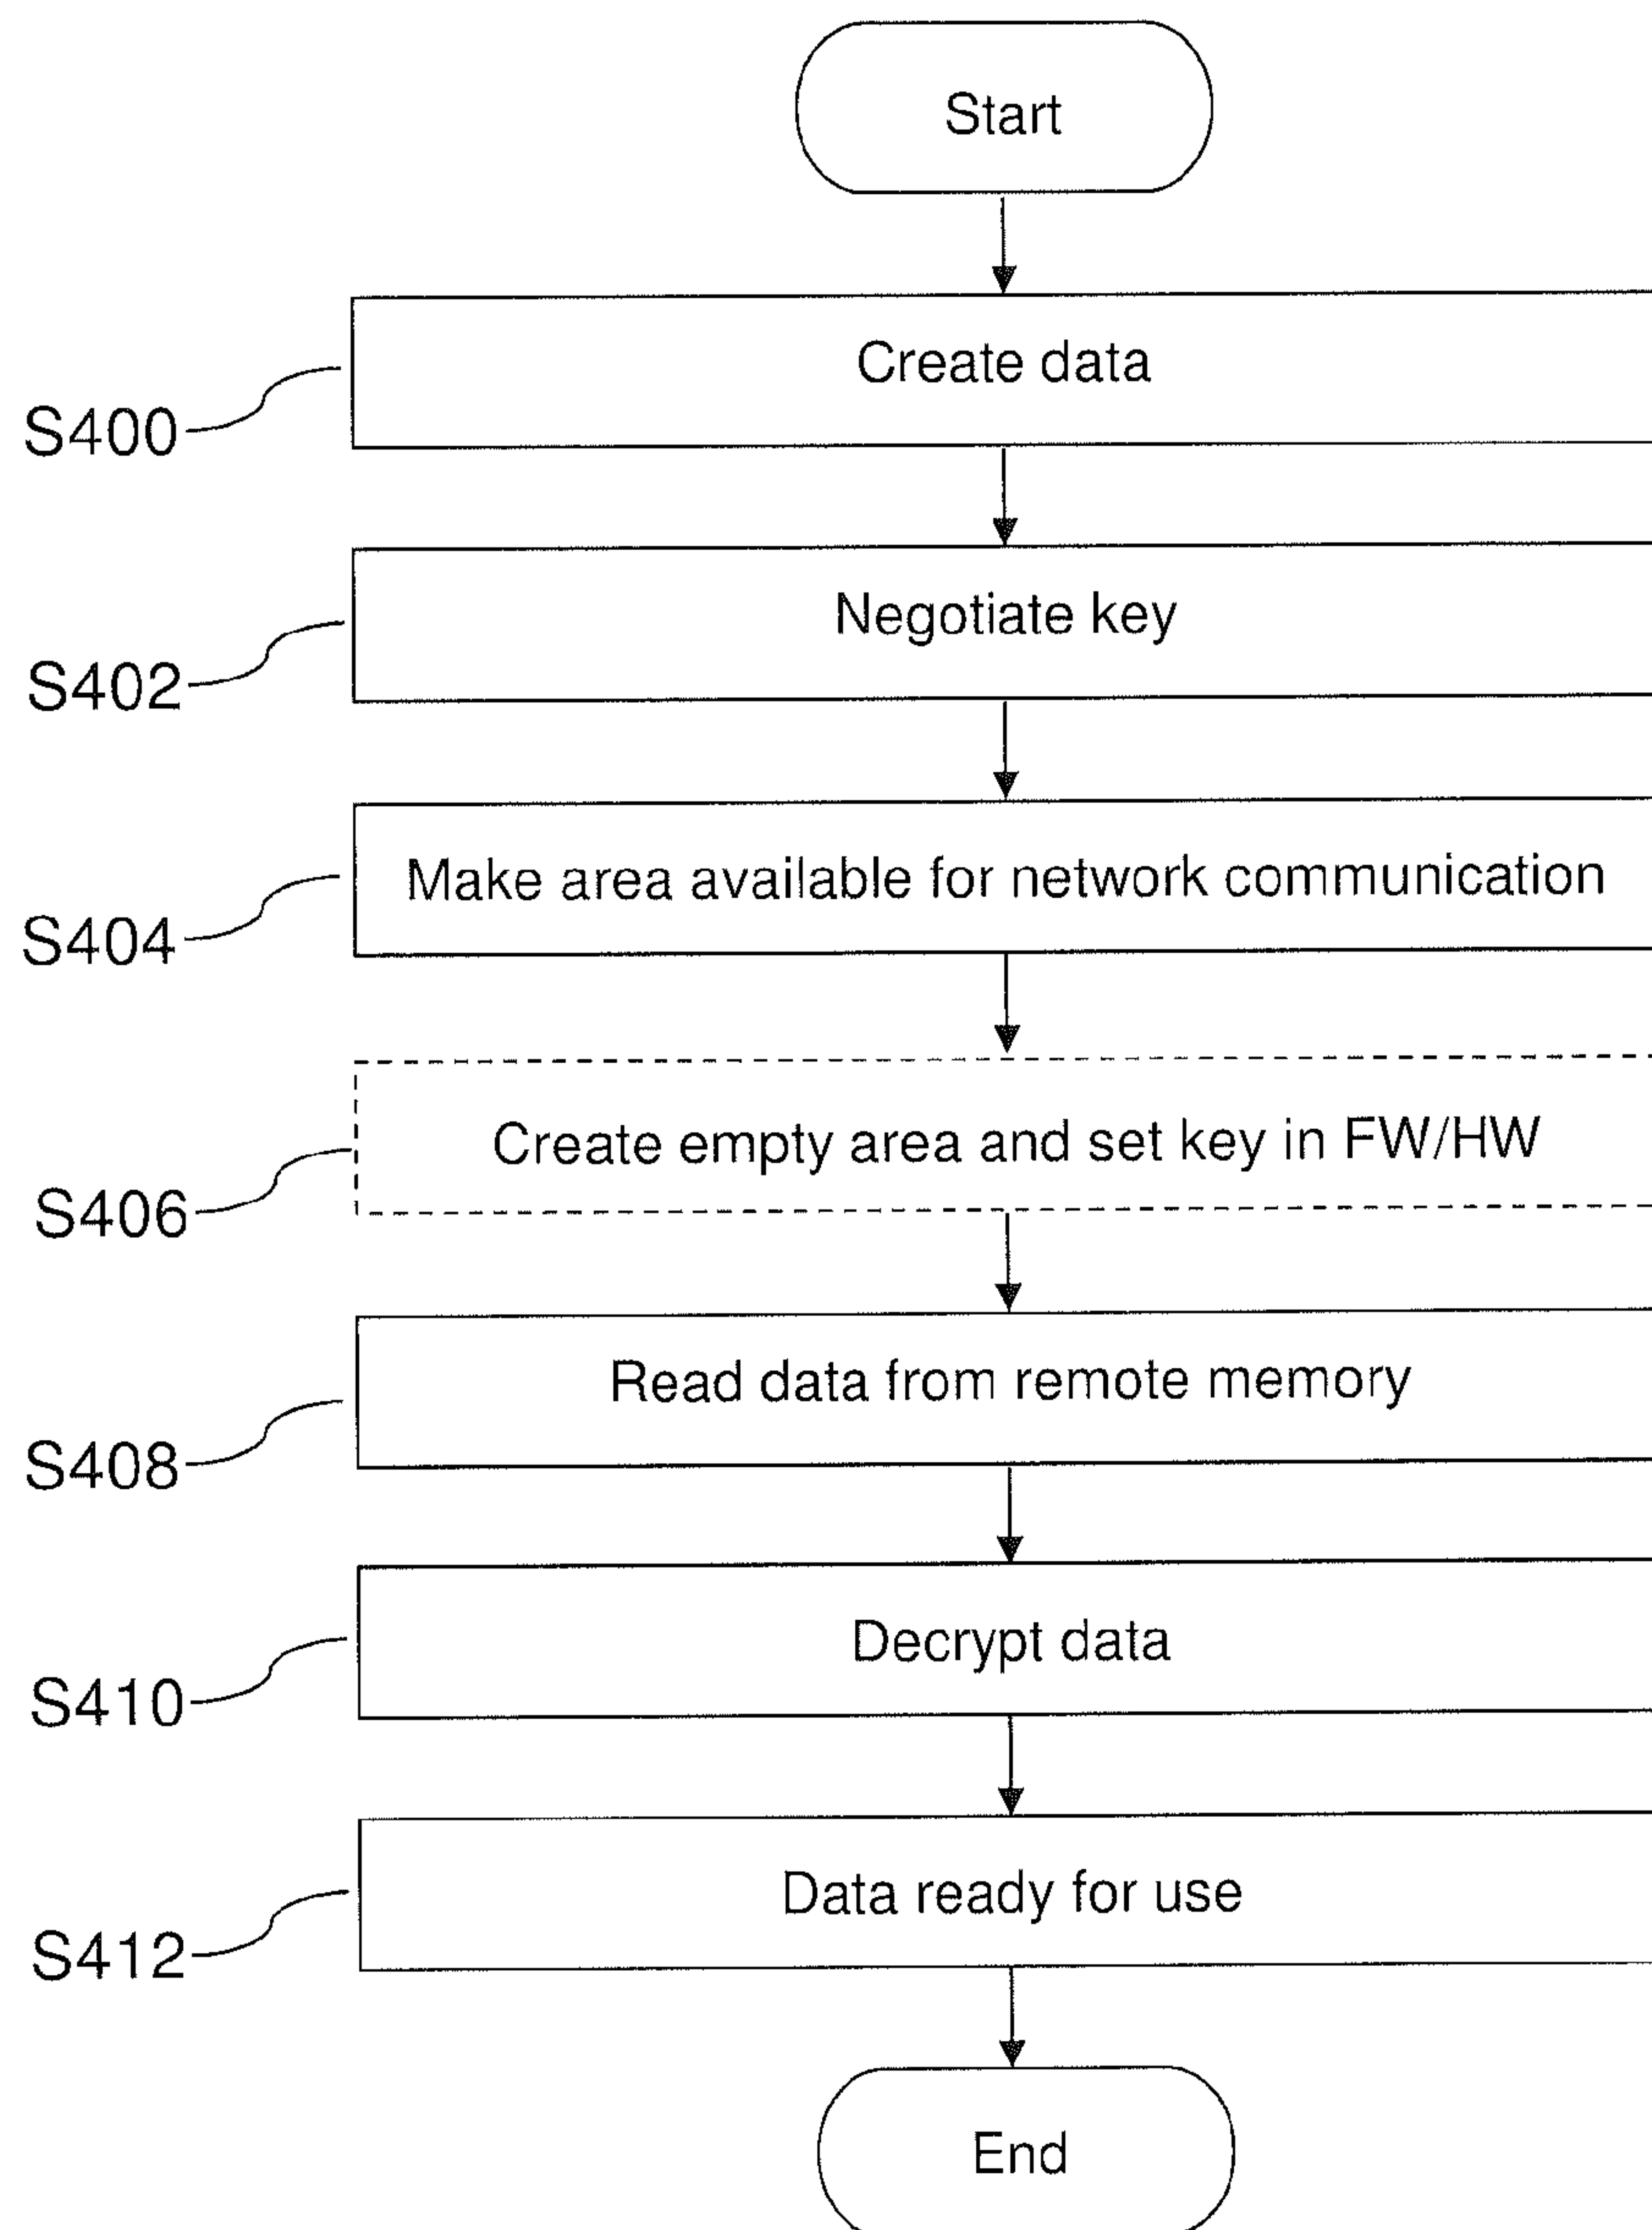 Start
Create data
S400
Negotiate key
S402
Make area available for network communication
S404
Create empty area and set key in FW/HW
S406
Read data from remote memory
S408
Decrypt data
S410
Data ready for use
S412
End